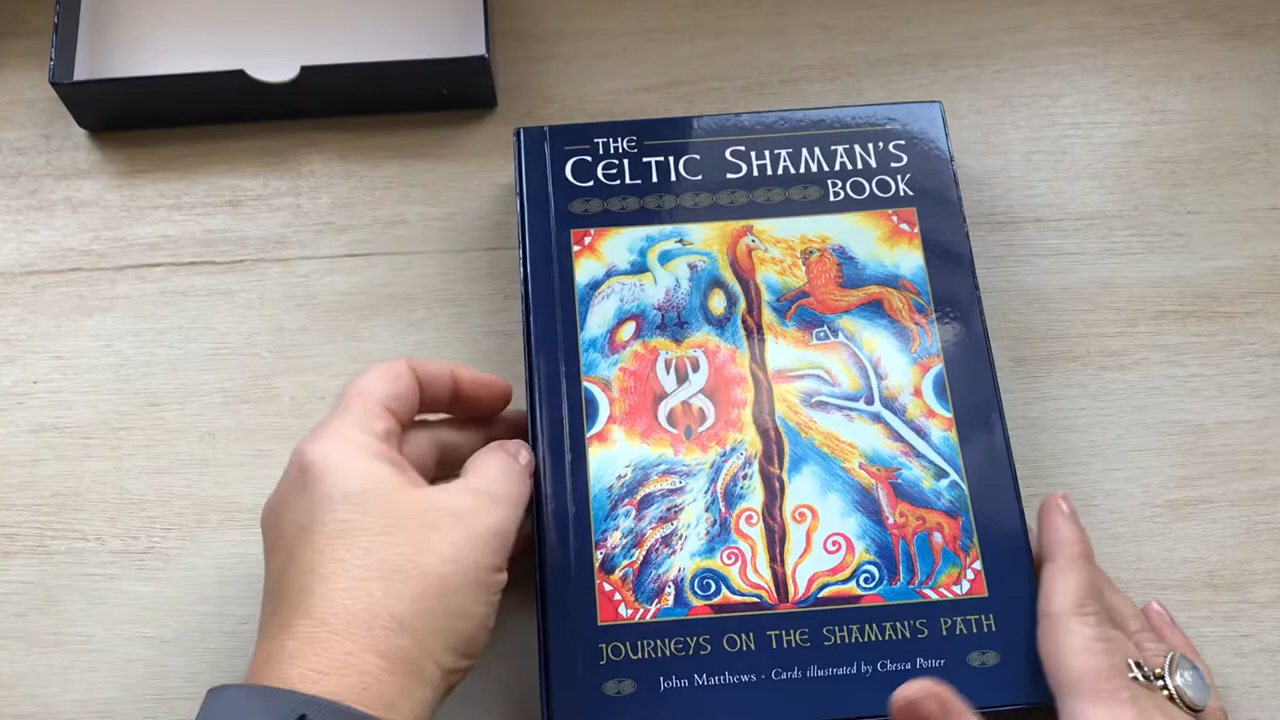 THE
CELTIC SHAMAN'S
BOOK
JOURNEYS ON THE SHAMAN'S PATH
John Matthews • Cards illustrated by Chesca Potter